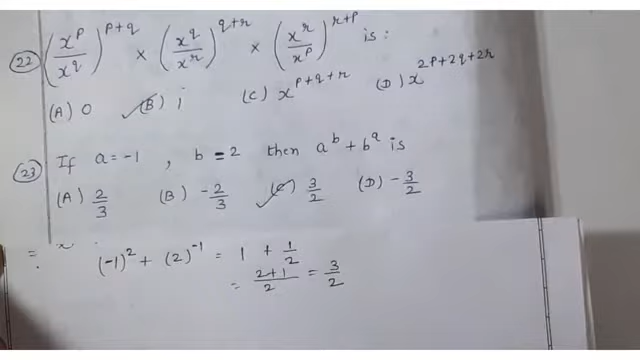 22 (x^p/x^q)^p+q × (x^q/x^r)^q+r × (x^r/x^p)^r+p is:
(A) 0 (B) 1 (C) x^p+q+r (D) x^2p+2q+2r
23 If a = -1 , b = 2 then a^b + b^a is
(A) 2/3 (B) -2/3 (C) 3/2 (D) -3/2
= (-1)^2 + (2)^-1 = 1 + 1/2
= 2+1/2 = 3/2